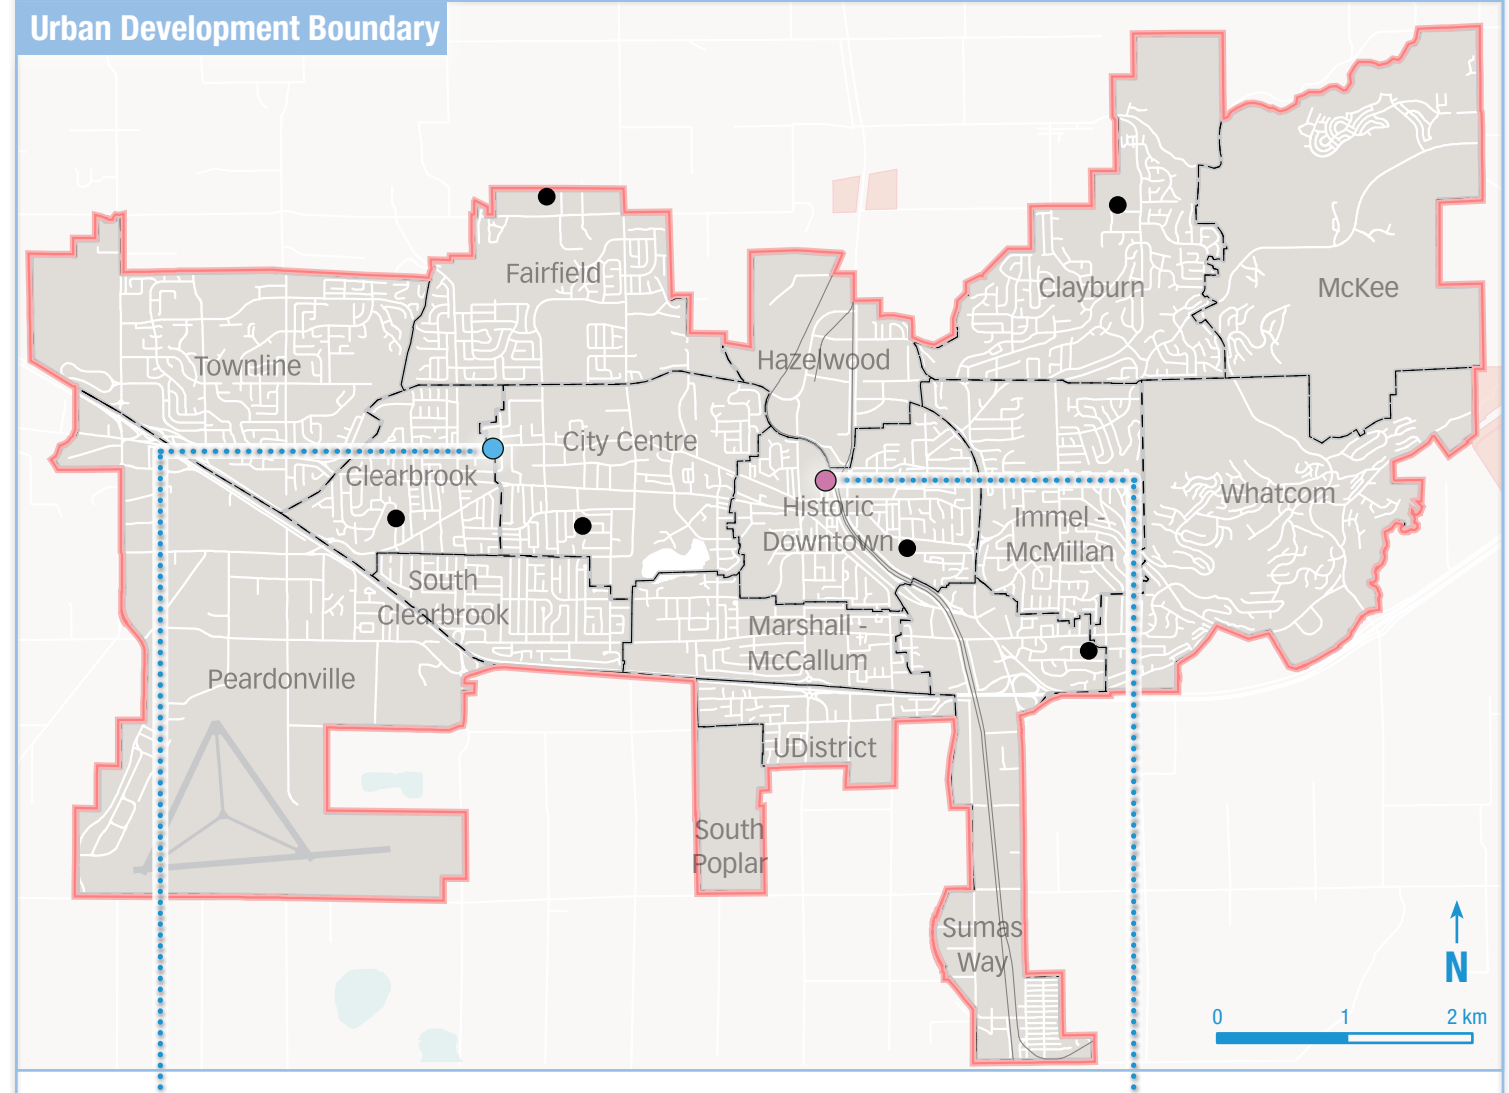 Urban Development Boundary
Fairfield
Clayburn
McKee
Townline
Hazelwood
City Centre
Clearbrook
Whatcom
Historic
Downtown
Immel -
McMillan
South
Clearbrook
Marshall -
McCallum
Peardonville
UDistrict
South
Poplar
Sumas
Way
N
0 1 2 km